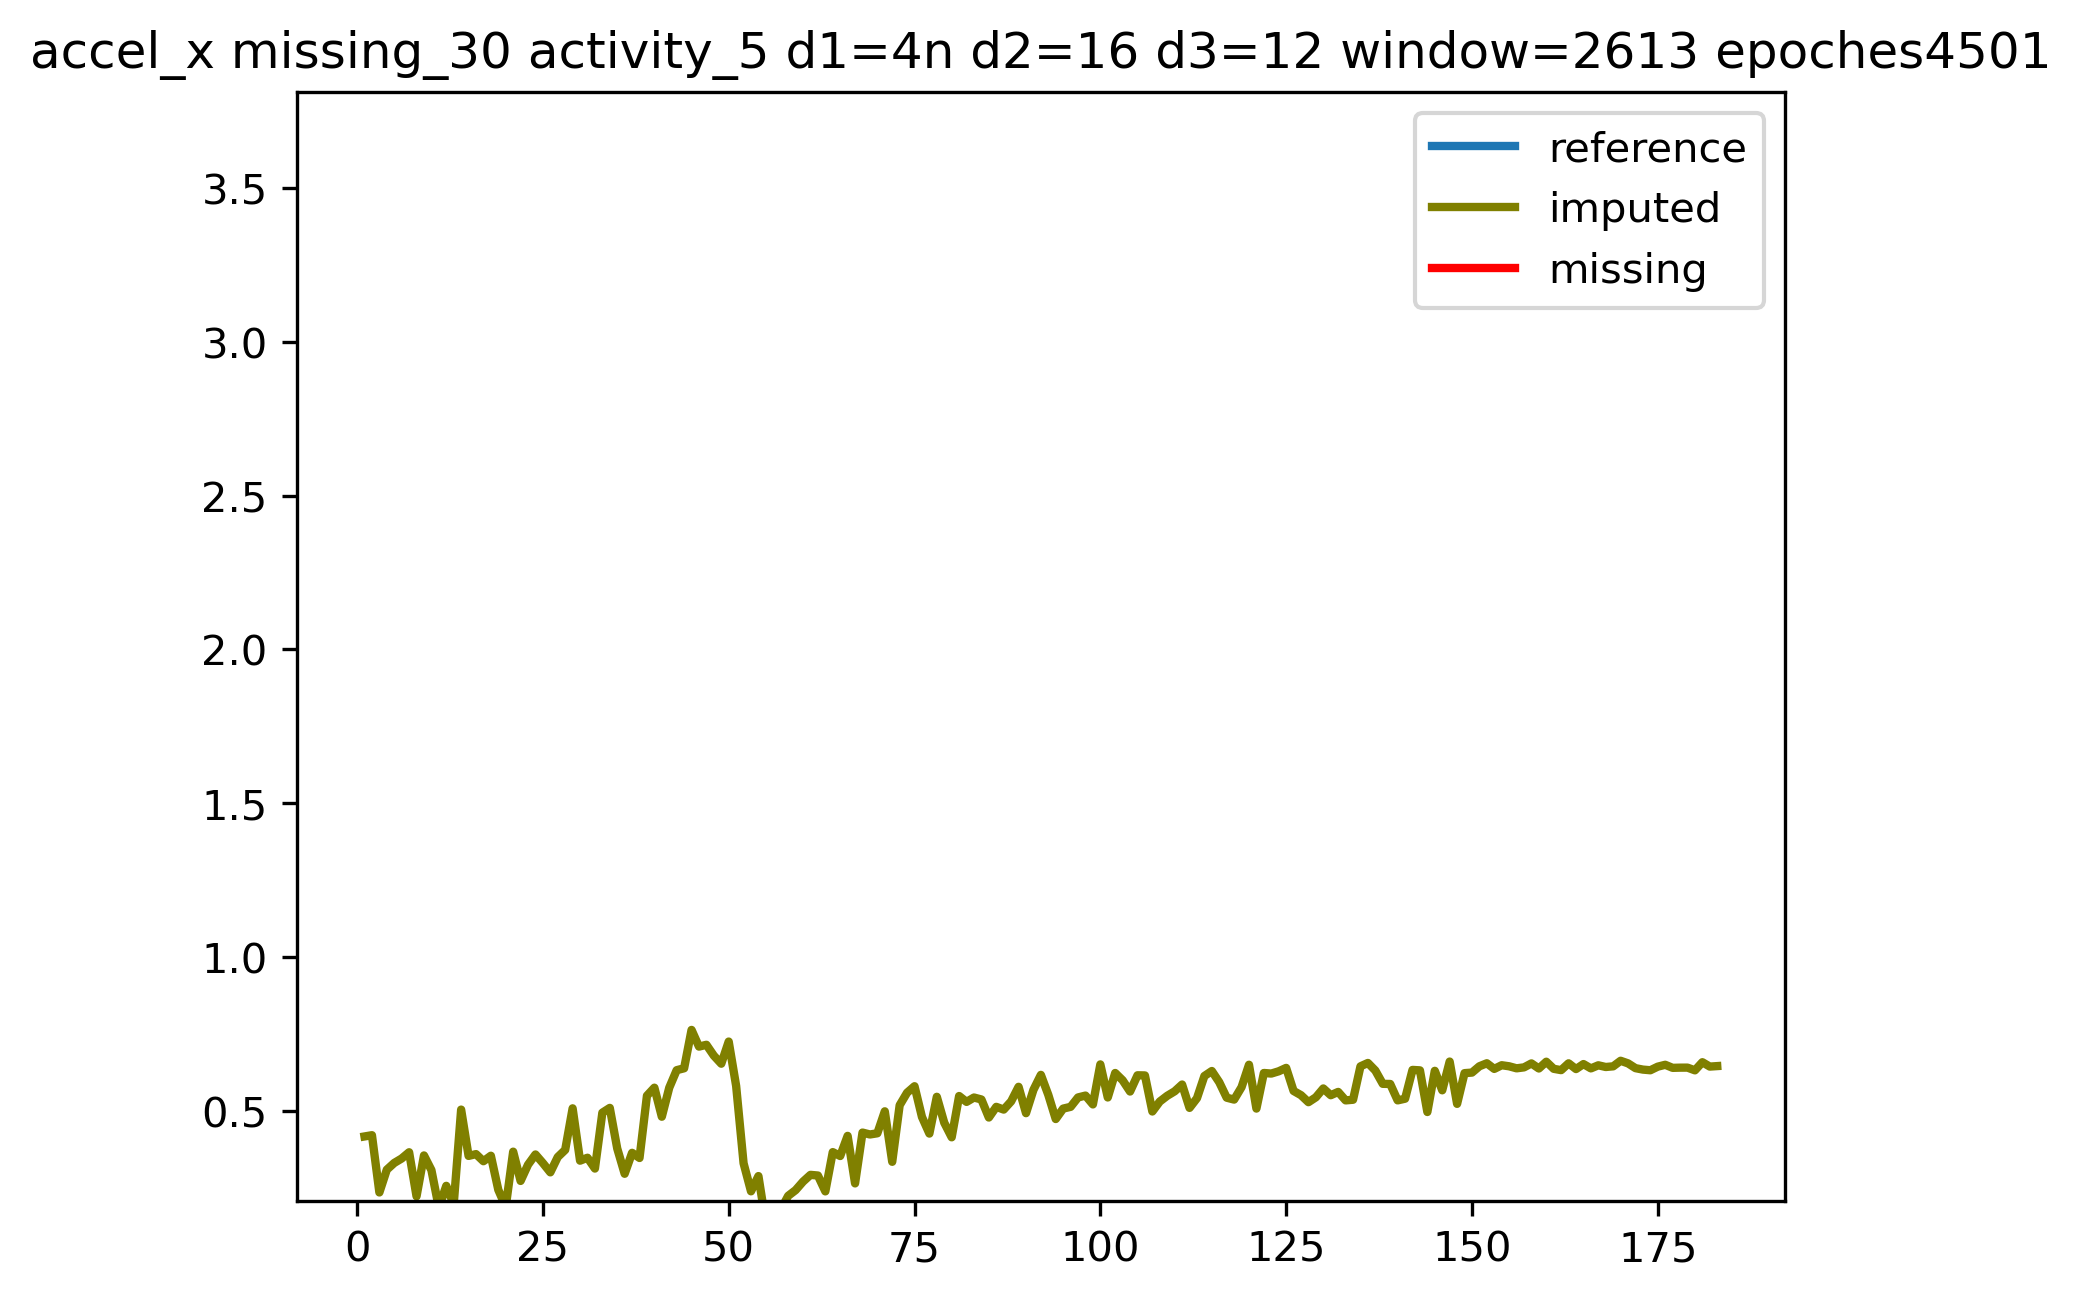 accel_x missing_30 activity_5 d1=4n d2=16 d3=12 window=2613 epoches4501
reference
imputed
missing
3.5
3.0
2.5
2.0
1.5
1.0
0.5
0 25 50 75 100 125 150 175